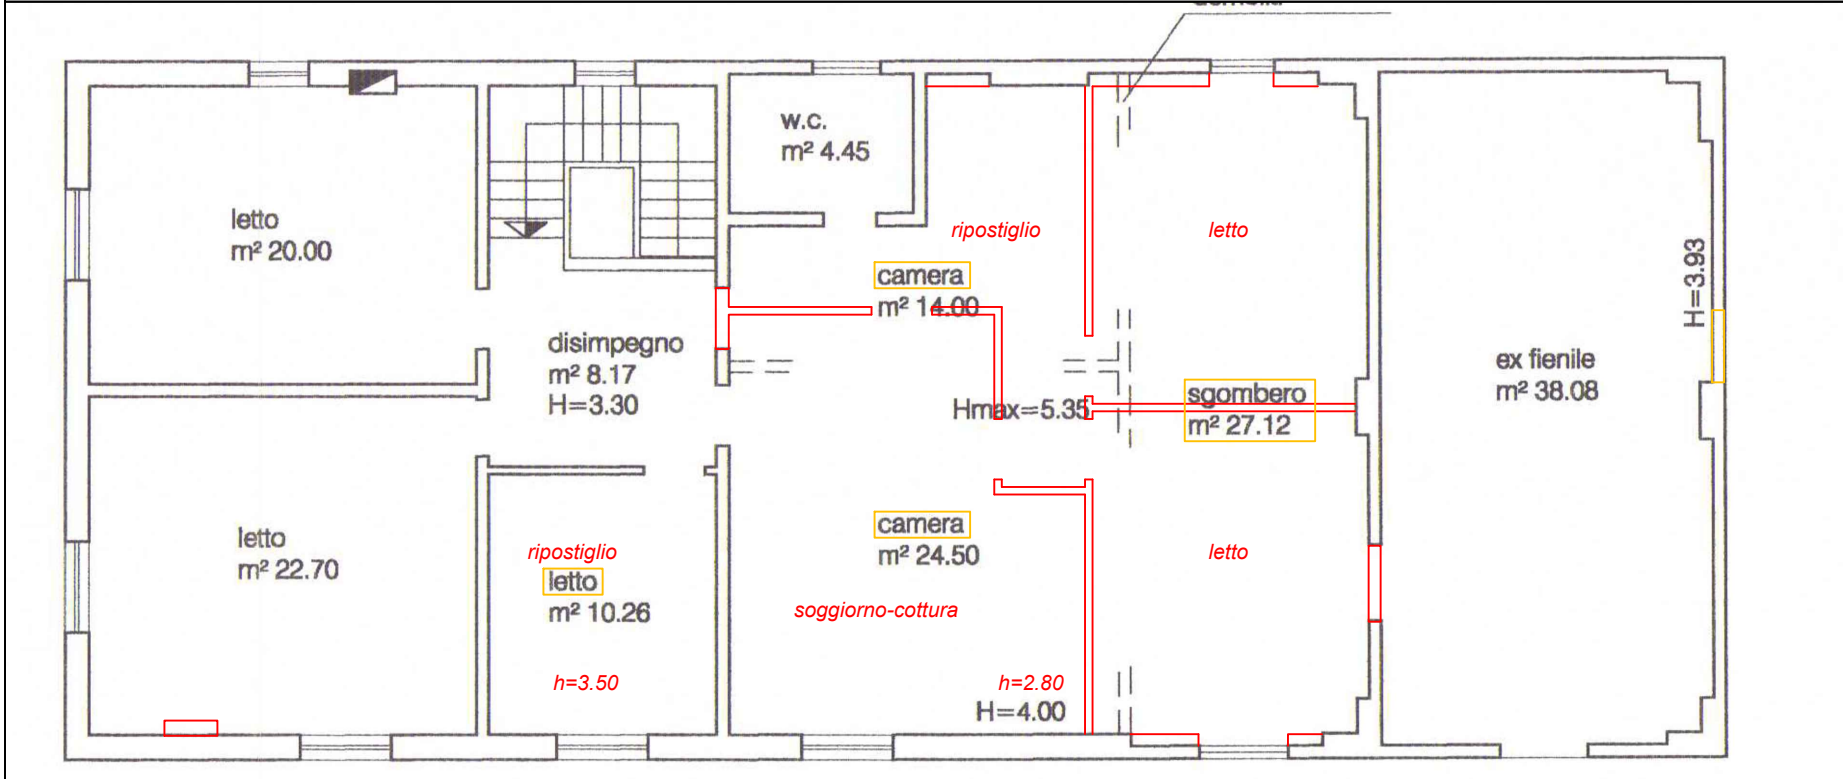 w.c.
m² 4.45
letto
m² 20.00
ripostiglio
letto
camera
m² 14.00
H=3.93
disimpegno
m² 8.17
H=3.30
ex fienile
m² 38.08
Hmax=5.35
sgombero
m² 27.12
letto
m² 22.70
ripostiglio
letto
m² 10.26
camera
m² 24.50
letto
soggiorno-cottura
h=3.50
h=2.80
H=4.00